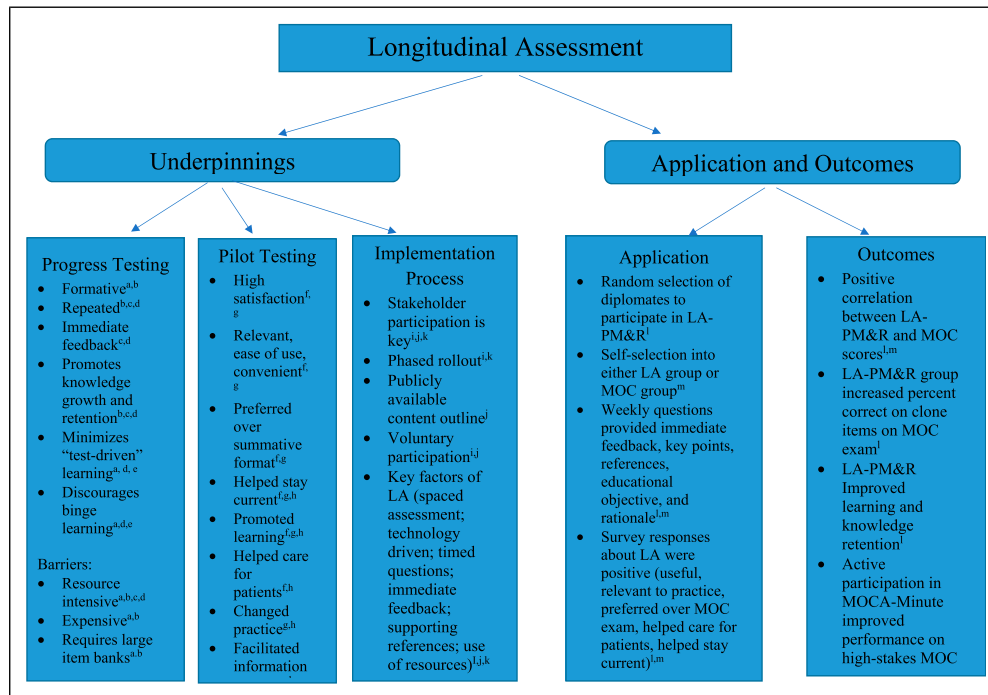 Longitudinal Assessment
Underpinnings
Application and Outcomes
Progress Testing
• Formativeᵃ,ᵇ
• Repeatedᵇ,ᶜ,ᵈ
• Immediate
feedbackᶜ,ᵈ
• Promotes
knowledge
growth and
retentionᵇ,ᶜ,ᵈ
• Minimizes
“test-driven”
learningᵃ, ᵈ, ᵉ
• Discourages
binge
learningᵃ,ᵈ,ᵉ
Barriers:
• Resource
intensiveᵃ,ᵇ,ᶜ,ᵈ
• Expensiveᵃ,ᵇ
• Requires large
item banksᵃ.ᵇ
Pilot Testing
• High
satisfactionᶠ,
ᵍ
• Relevant,
ease of use,
convenientᶠ,
ᵍ
• Preferred
over
summative
formatᶠ,ᵍ
• Helped stay
currentᶠ,ᵍ,ʰ
• Promoted
learningᶠ,ᵍ,ʰ
• Helped care
for
patientsᶠ,ʰ
• Changed
practiceᵍ,ʰ
• Facilitated
information
Implementation
Process
• Stakeholder
participation is
keyⁱ,ʲ,ᵏ
• Phased rolloutⁱ,ᵏ
• Publicly
available
content outlineʲ
• Voluntary
participationⁱ,ʲ
• Key factors of
LA (spaced
assessment;
technology
driven; timed
questions;
immediate
feedback;
supporting
references; use
of resources)ᴵ,ʲ,ᵏ
Application
• Random selection of
diplomates to
participate in LA-
PM&Rˡ
• Self-selection into
either LA group or
MOC groupᵐ
• Weekly questions
provided immediate
feedback, key points,
references,
educational
objective, and
rationaleˡ,ᵐ
• Survey responses
about LA were
positive (useful,
relevant to practice,
preferred over MOC
exam, helped care for
patients, helped stay
current)ˡ,ᵐ
Outcomes
• Positive
correlation
between LA-
PM&R and MOC
scoresˡ,ᵐ
• LA-PM&R group
increased percent
correct on clone
items on MOC
examˡ
• LA-PM&R
Improved
learning and
knowledge
retentionˡ
• Active
participation in
MOCA-Minute
improved
performance on
high-stakes MOC